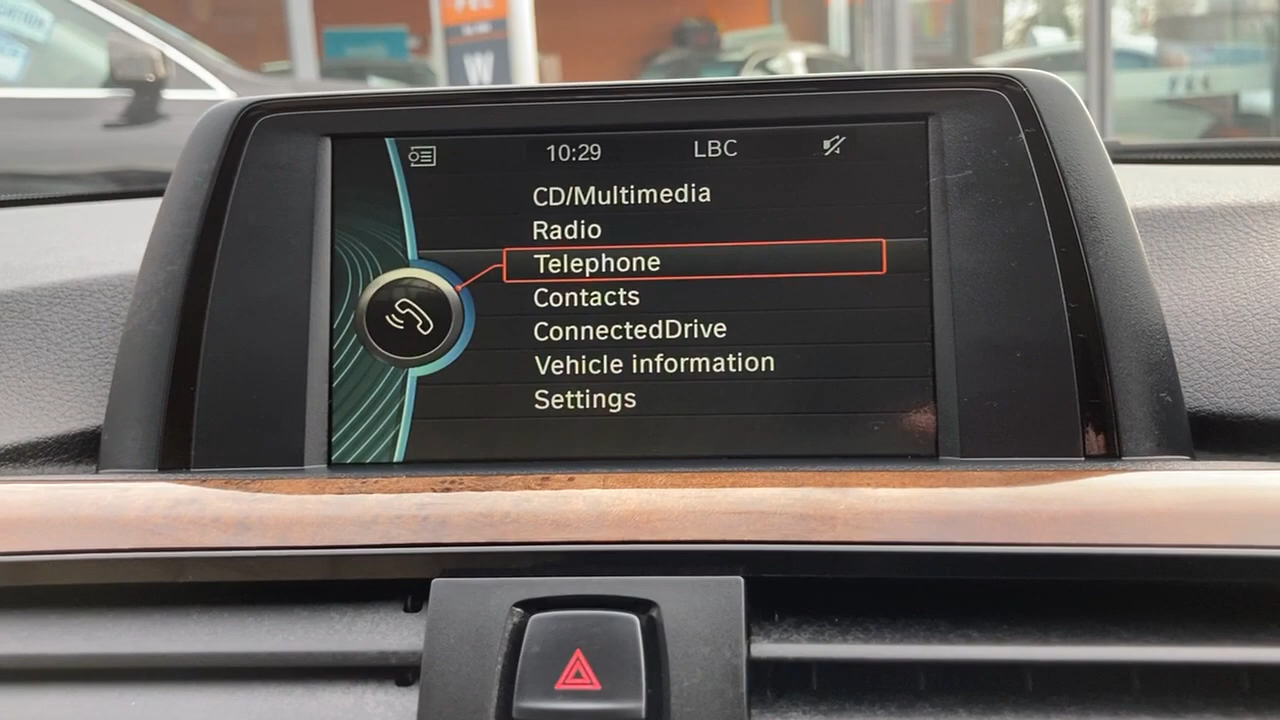 10:29 LBC
CD/Multimedia
Radio
Telephone
Contacts
ConnectedDrive
Vehicle information
Settings
W